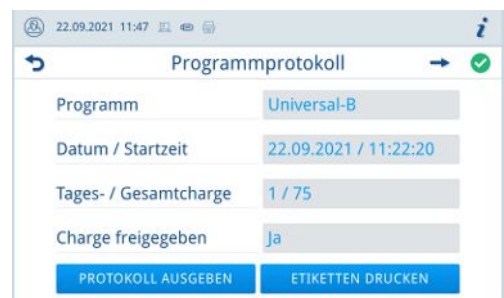 22.09.2021 11:47
i
Programmprotokoll
Programm Universal-B
Datum / Startzeit 22.09.2021 / 11:22:20
Tages- / Gesamtcharge 1 / 75
Charge freigegeben Ja
PROTOKOLL AUSGEBEN ETIKETTEN DRUCKEN